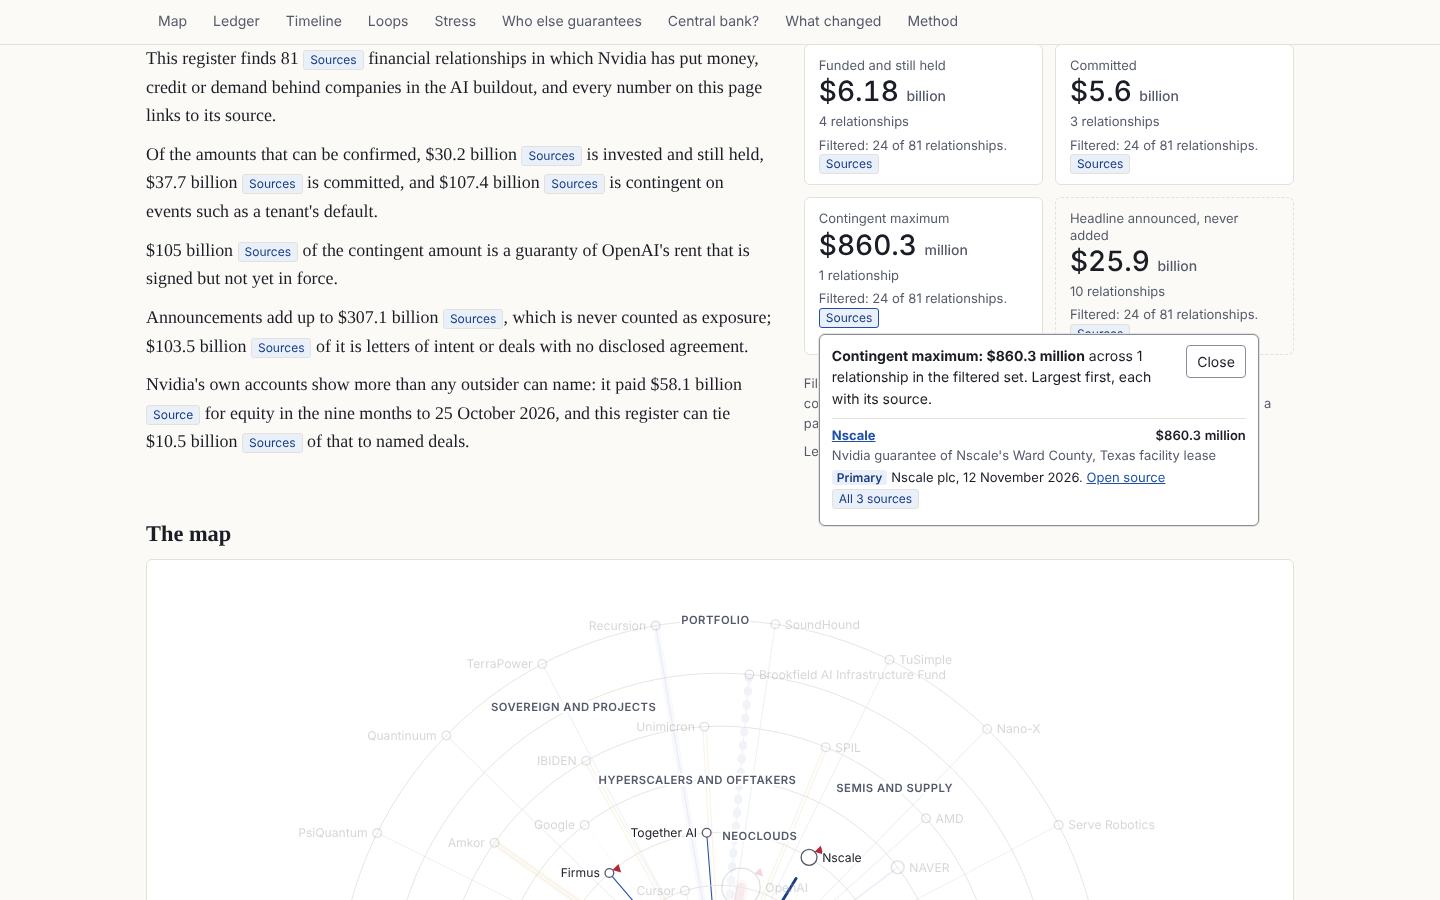 Map Ledger Timeline Loops Stress Who else guarantees Central bank? What changed Method
This register finds 81 Sources financial relationships in which Nvidia has put money,
credit or demand behind companies in the AI buildout, and every number on this page
links to its source.
Of the amounts that can be confirmed, $30.2 billion Sources is invested and still held,
$37.7 billion Sources is committed, and $107.4 billion Sources is contingent on
events such as a tenant's default.
$105 billion Sources of the contingent amount is a guaranty of OpenAI's rent that is
signed but not yet in force.
Announcements add up to $307.1 billion Sources, which is never counted as exposure;
$103.5 billion Sources of it is letters of intent or deals with no disclosed agreement.
Nvidia's own accounts show more than any outsider can name: it paid $58.1 billion
Source for equity in the nine months to 25 October 2026, and this register can tie
$10.5 billion Sources of that to named deals.
Funded and still held
$6.18 billion
4 relationships
Filtered: 24 of 81 relationships.
Sources
Committed
$5.6 billion
3 relationships
Filtered: 24 of 81 relationships.
Sources
Contingent maximum
$860.3 million
1 relationship
Filtered: 24 of 81 relationships.
Sources
Headline announced, never
added
$25.9 billion
10 relationships
Filtered: 24 of 81 relationships.
Sources
Fil
co
a
pa
Le
Contingent maximum: $860.3 million across 1
relationship in the filtered set. Largest first, each
with its source.
Close
Nscale $860.3 million
Nvidia guarantee of Nscale's Ward County, Texas facility lease
Primary Nscale plc, 12 November 2026. Open source
All 3 sources
The map
PORTFOLIO
Recursion
SoundHound
TerraPower
TuSimple
Brookfield AI Infrastructure Fund
SOVEREIGN AND PROJECTS
Unimicron
Quantinuum
Nano-X
SPIL
IBIDEN
HYPERSCALERS AND OFFTAKERS
SEMIS AND SUPPLY
Google
AMD
PsiQuantum
Together AI
NEOCLOUDS
Serve Robotics
Amkor
Nscale
NAVER
Firmus
Cursor
OpenAI